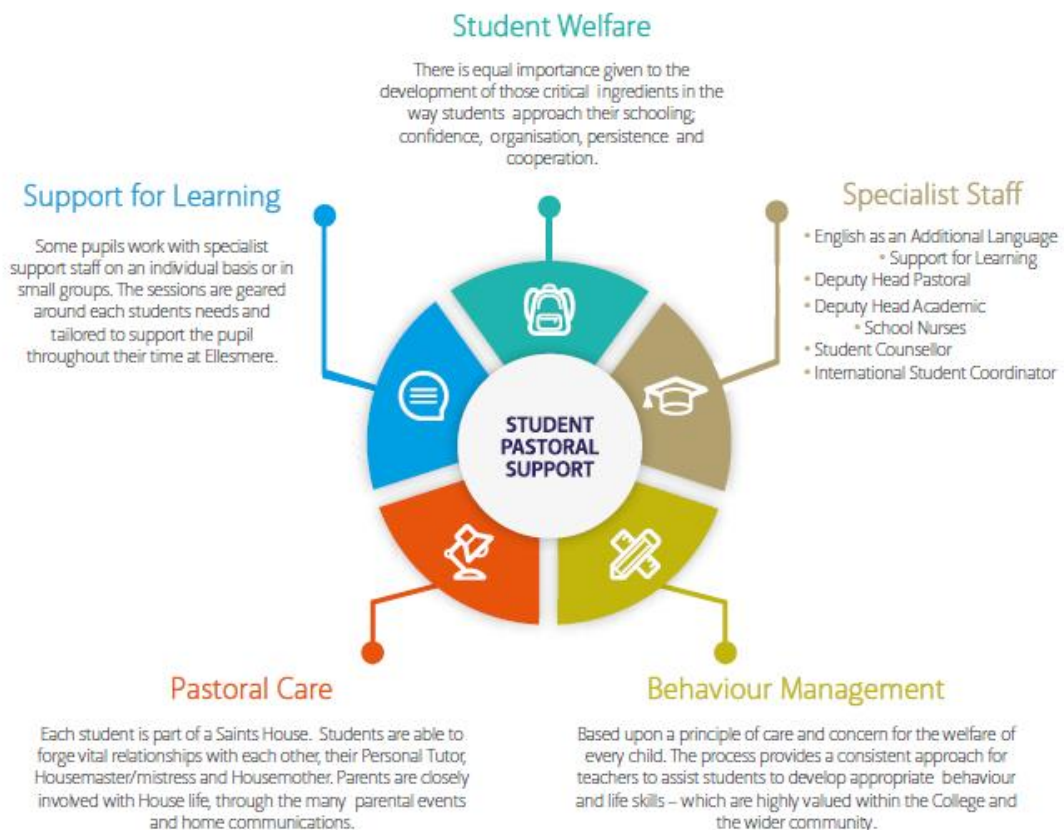 Student Welfare
There is equal importance given to the
development of those critical ingredients in the
way students approach their schooling;
confidence, organisation, persistence and
cooperation.
Support for Learning
Some pupils work with specialist
support staff on an individual basis or in
small groups. The sessions are geared
around each students needs and
tailored to support the pupil
throughout their time at Ellesmere.
Specialist Staff
• English as an Additional Language
• Support for Learning
• Deputy Head Pastoral
• Deputy Head Academic
• School Nurses
• Student Counsellor
• International Student Coordinator
STUDENT
PASTORAL
SUPPORT
Pastoral Care
Each student is part of a Saints House. Students are able to
forge vital relationships with each other, their Personal Tutor,
Housemaster/mistress and Housemother. Parents are closely
involved with House life, through the many parental events
and home communications.
Behaviour Management
Based upon a principle of care and concern for the welfare of
every child. The process provides a consistent approach for
teachers to assist students to develop appropriate behaviour
and life skills – which are highly valued within the College and
the wider community.